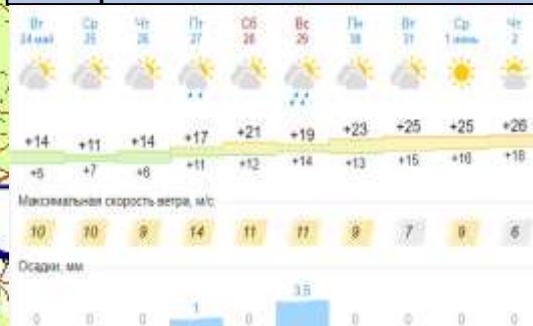 Вт Ср Чт Пт Сб Вс Пн Вт Ср Чт
24 май 25 26 27 28 29 30 31 1 июнь 2
+14 +11 +14 +17 +21 +19 +23 +25 +25 +26
+5 +7 +6 +11 +12 +14 +13 +15 +16 +18
Максимальная скорость ветра, м/с
10 10 9 14 11 11 9 7 9 6
Осадки, мм
0 0 0 1 0 3.5 0 0 0 0